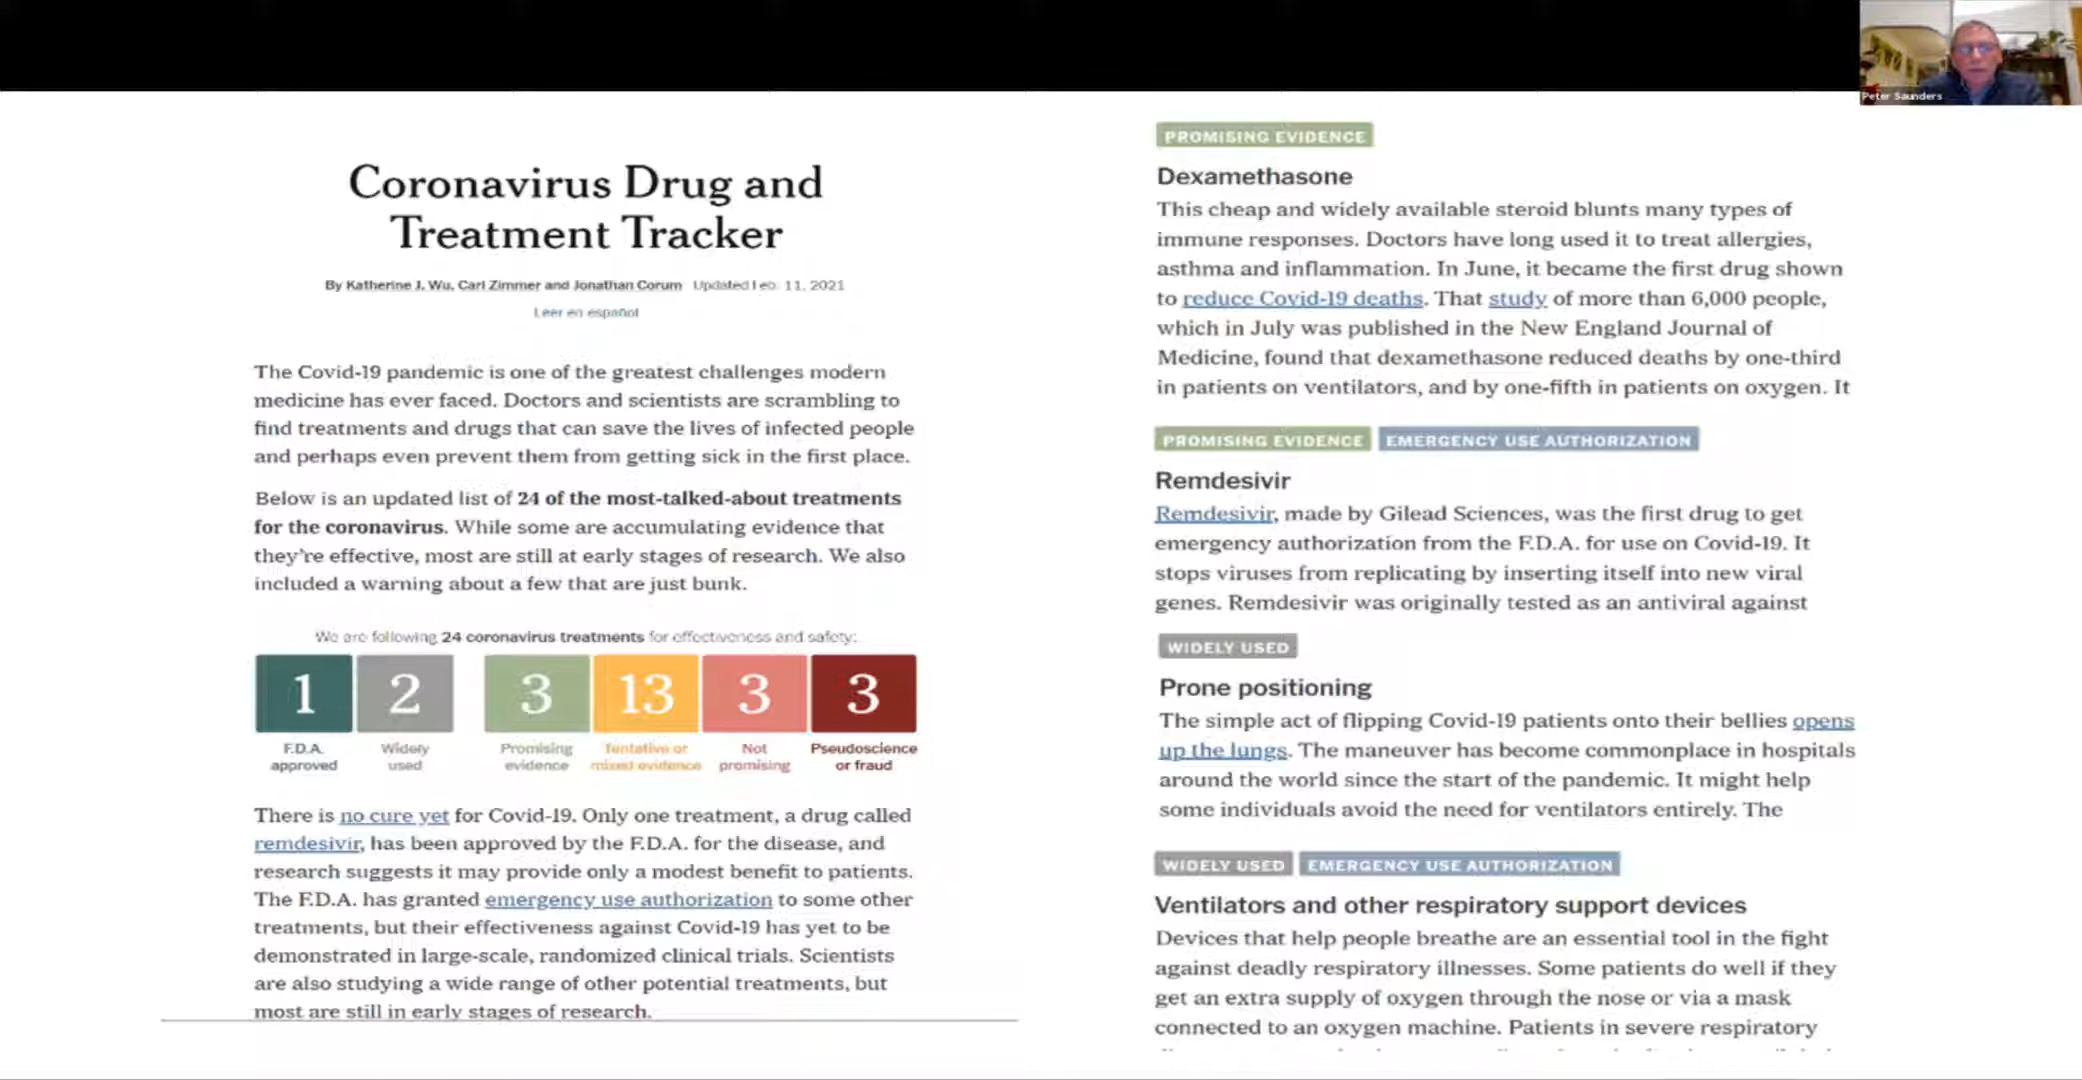 Peter Saunders
Coronavirus Drug and
Treatment Tracker
By Katherine J. Wu, Carl Zimmer and Jonathan Corum Updated Feb. 11, 2021
Leer en español
The Covid-19 pandemic is one of the greatest challenges modern
medicine has ever faced. Doctors and scientists are scrambling to
find treatments and drugs that can save the lives of infected people
and perhaps even prevent them from getting sick in the first place.
Below is an updated list of 24 of the most-talked-about treatments
for the coronavirus. While some are accumulating evidence that
they're effective, most are still at early stages of research. We also
included a warning about a few that are just bunk.
We are following 24 coronavirus treatments for effectiveness and safety:
1 2 3 13 3 3
F.D.A. Widely Promising Tentative or Not Pseudoscience
approved used evidence mixed evidence promising or fraud
There is no cure yet for Covid-19. Only one treatment, a drug called
remdesivir, has been approved by the F.D.A. for the disease, and
research suggests it may provide only a modest benefit to patients.
The F.D.A. has granted emergency use authorization to some other
treatments, but their effectiveness against Covid-19 has yet to be
demonstrated in large-scale, randomized clinical trials. Scientists
are also studying a wide range of other potential treatments, but
most are still in early stages of research.
PROMISING EVIDENCE
Dexamethasone
This cheap and widely available steroid blunts many types of
immune responses. Doctors have long used it to treat allergies,
asthma and inflammation. In June, it became the first drug shown
to reduce Covid-19 deaths. That study of more than 6,000 people,
which in July was published in the New England Journal of
Medicine, found that dexamethasone reduced deaths by one-third
in patients on ventilators, and by one-fifth in patients on oxygen. It
PROMISING EVIDENCE EMERGENCY USE AUTHORIZATION
Remdesivir
Remdesivir, made by Gilead Sciences, was the first drug to get
emergency authorization from the F.D.A. for use on Covid-19. It
stops viruses from replicating by inserting itself into new viral
genes. Remdesivir was originally tested as an antiviral against
WIDELY USED
Prone positioning
The simple act of flipping Covid-19 patients onto their bellies opens
up the lungs. The maneuver has become commonplace in hospitals
around the world since the start of the pandemic. It might help
some individuals avoid the need for ventilators entirely. The
WIDELY USED EMERGENCY USE AUTHORIZATION
Ventilators and other respiratory support devices
Devices that help people breathe are an essential tool in the fight
against deadly respiratory illnesses. Some patients do well if they
get an extra supply of oxygen through the nose or via a mask
connected to an oxygen machine. Patients in severe respiratory